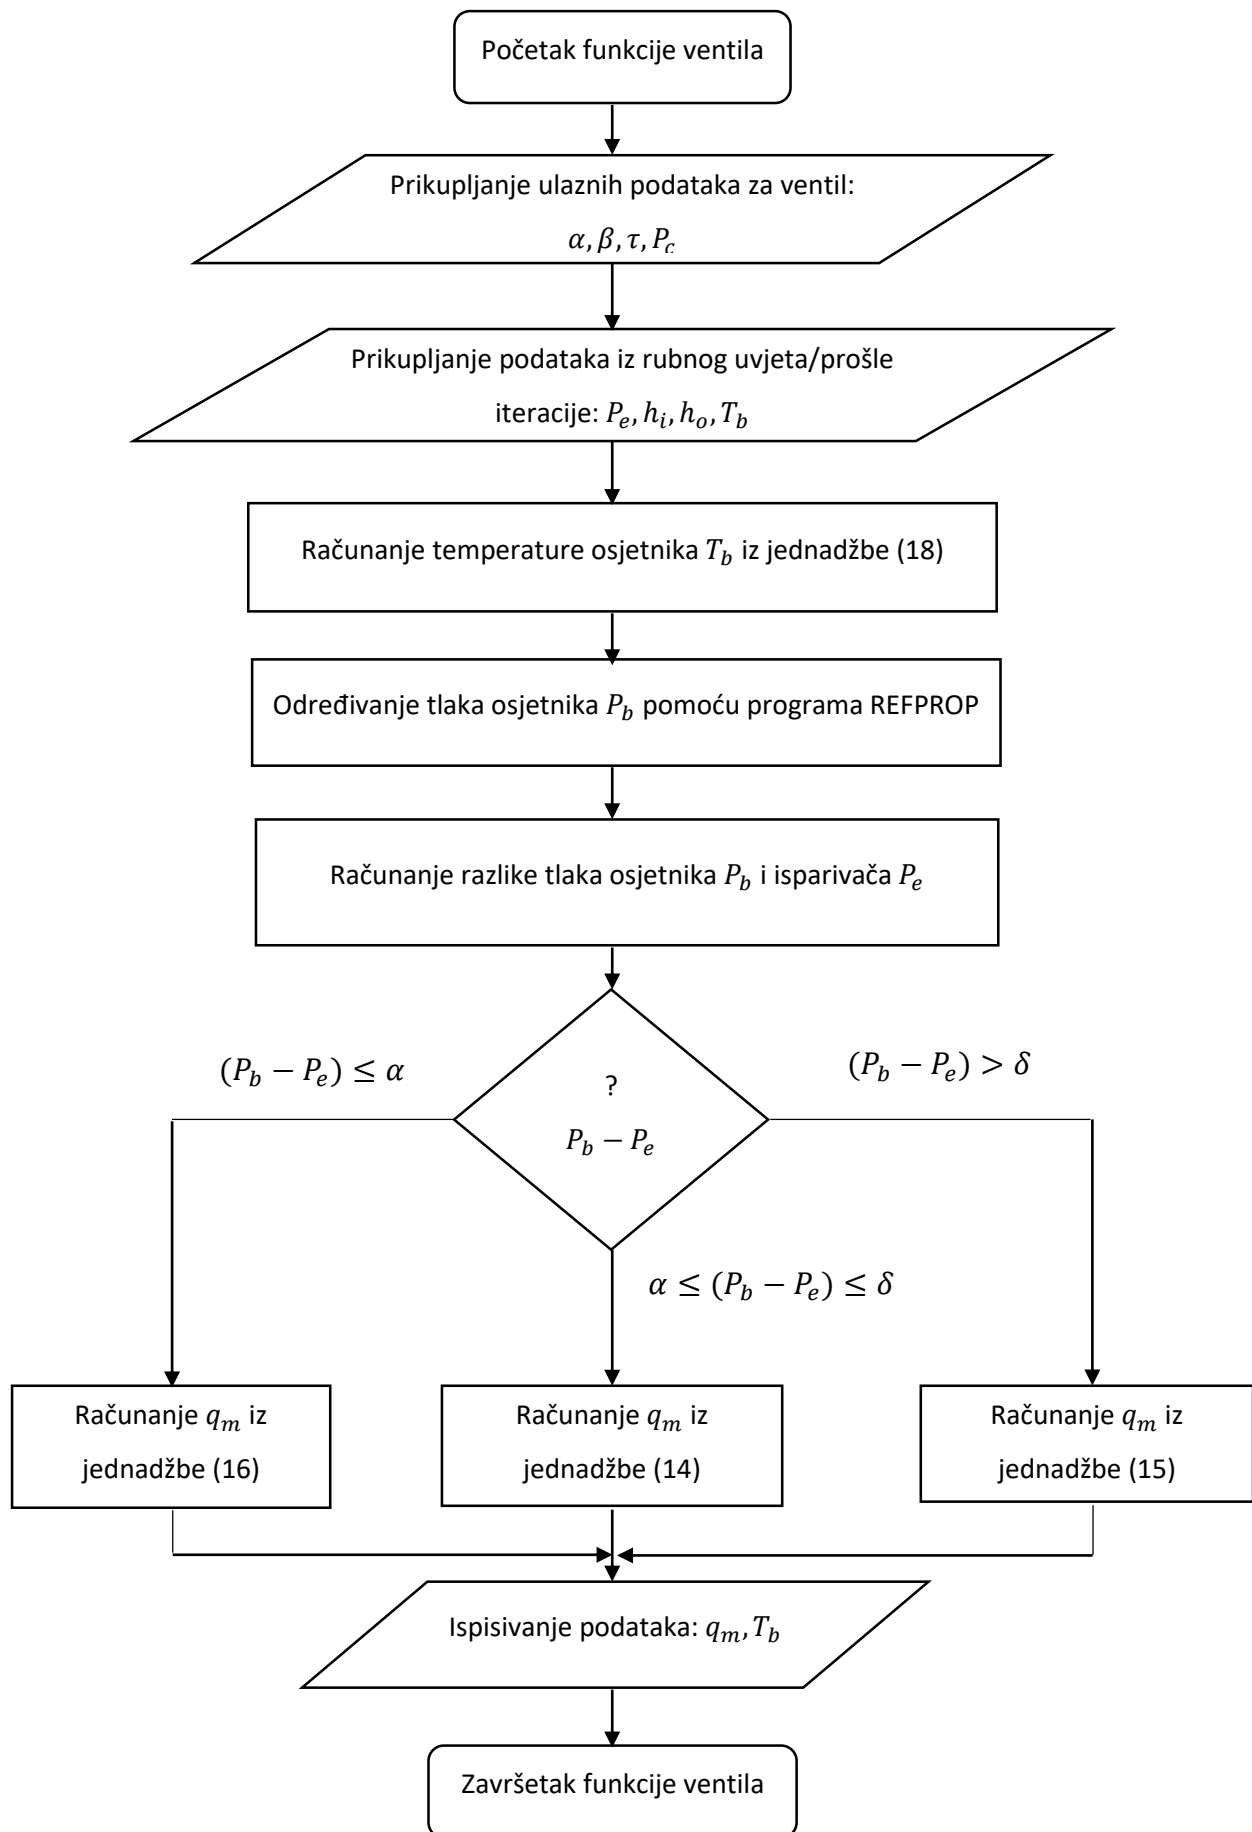 Početak funkcije ventila
Prikupljanje ulaznih podataka za ventil:
α, β, τ, P_c
Prikupljanje podataka iz rubnog uvjeta/prošle
iteracije: P_e, h_i, h_o, T_b
Računanje temperature osjetnika T_b iz jednadžbe (18)
Određivanje tlaka osjetnika P_b pomoću programa REFPROP
Računanje razlike tlaka osjetnika P_b i isparivača P_e
(P_b − P_e) ≤ α
?
P_b − P_e
(P_b − P_e) > δ
α ≤ (P_b − P_e) ≤ δ
Računanje q_m iz
jednadžbe (16)
Računanje q_m iz
jednadžbe (14)
Računanje q_m iz
jednadžbe (15)
Ispisivanje podataka: q_m, T_b
Završetak funkcije ventila